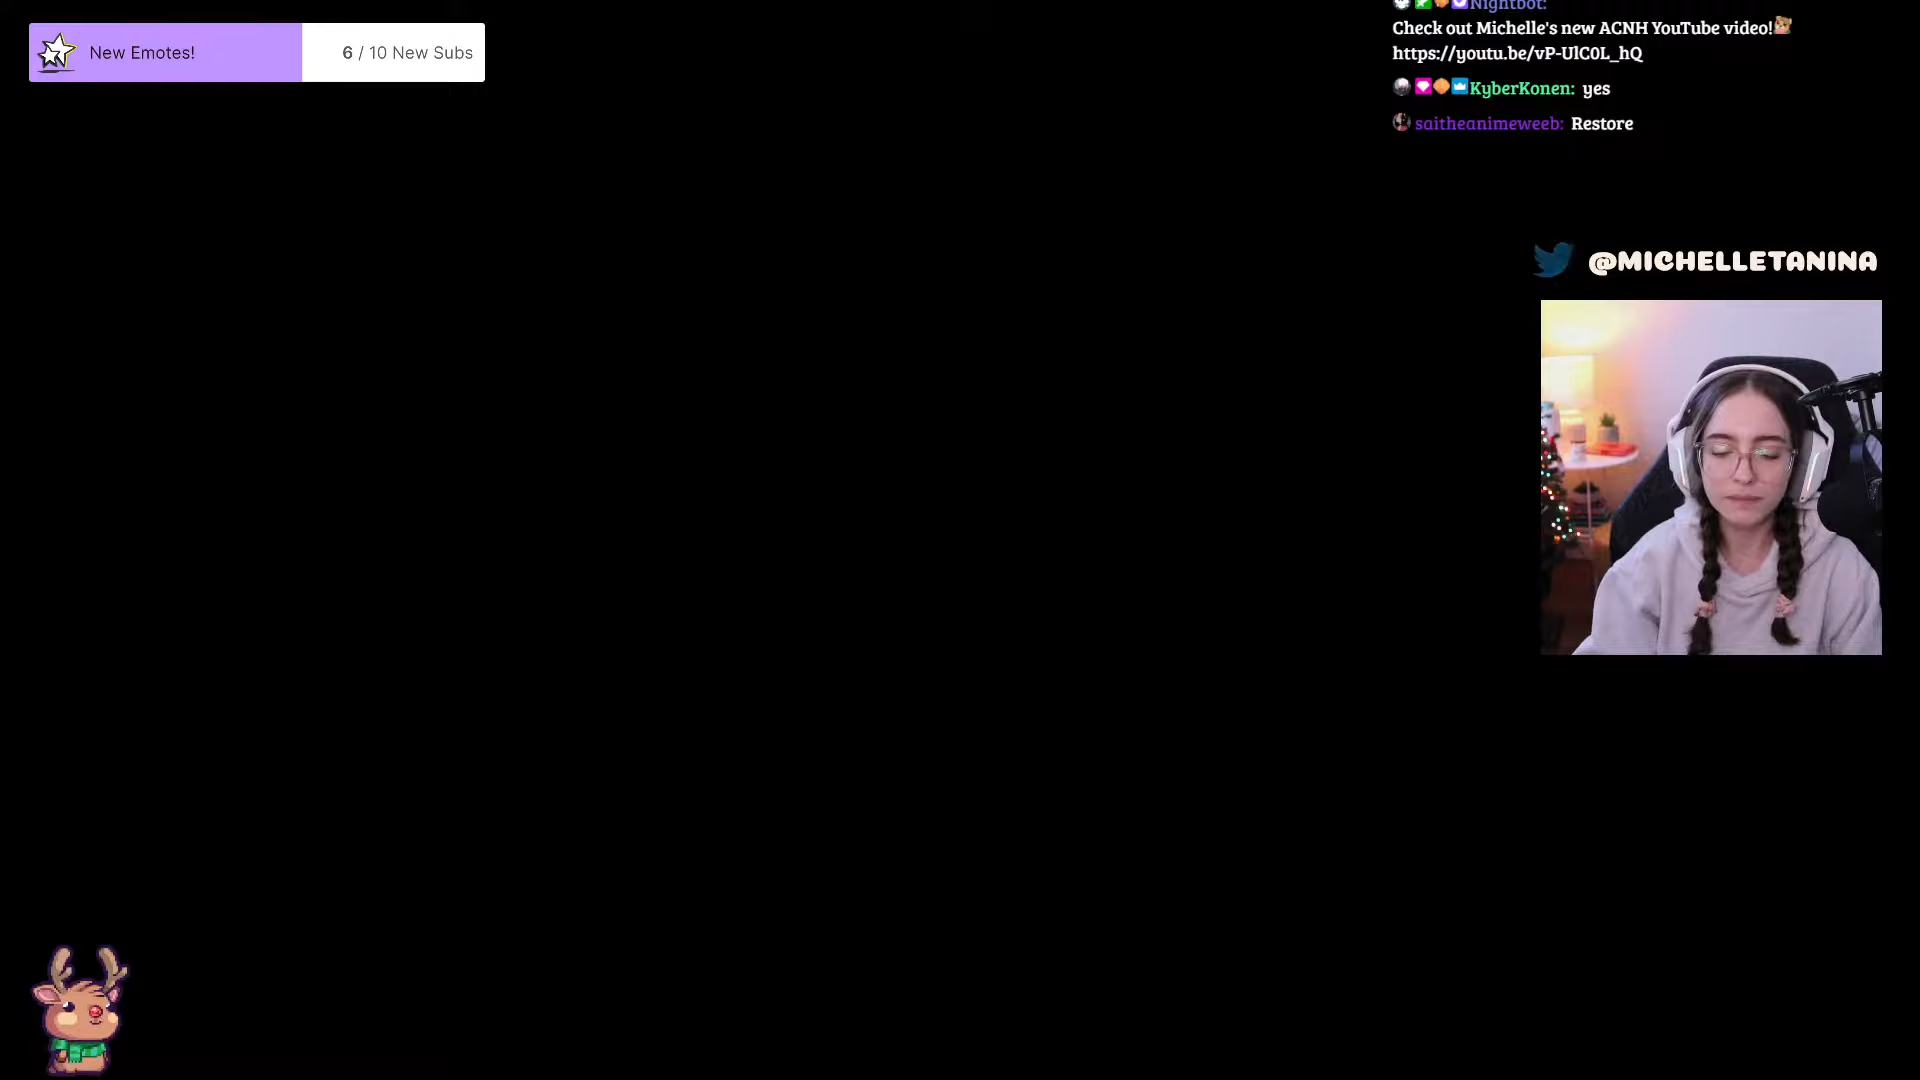 New Emotes!
6 / 10 New Subs
Nightbot:
Check out Michelle's new ACNH YouTube video!
https://youtu.be/vP-UlC0L_hQ
KyberKonen: yes
saitheanimeweeb: Restore
@MICHELLETANINA